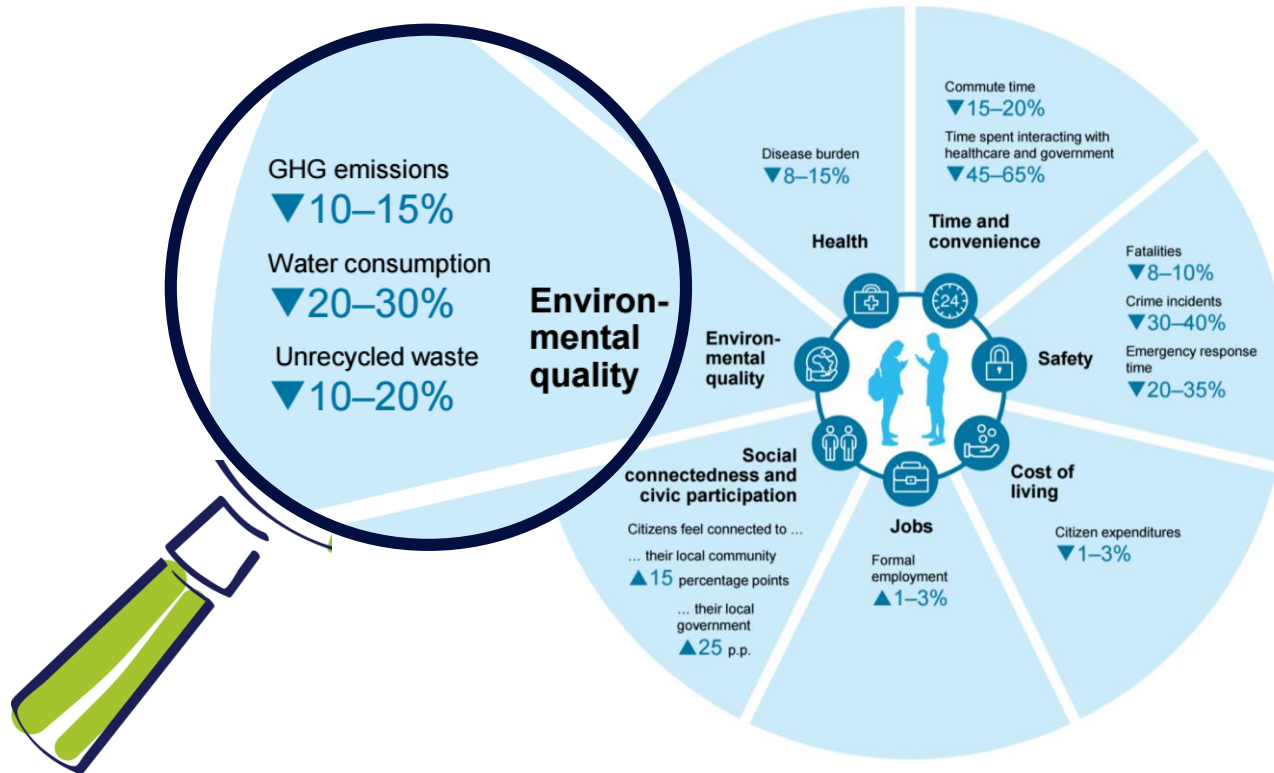 GHG emissions
▼10–15%
Water consumption
▼20–30%
Unrecycled waste
▼10–20%
Environ-
mental
quality
Disease burden
▼8–15%
Health
Commute time
▼15–20%
Time spent interacting with
healthcare and government
▼45–65%
Time and
convenience
24
Fatalities
▼8–10%
Crime incidents
▼30–40%
Emergency response
time
▼20–35%
Safety
Environ-
mental
quality
Social
connectedness and
civic participation
Citizens feel connected to ...
... their local community
▲15 percentage points
... their local
government
▲25 p.p.
Jobs
Formal
employment
▲1–3%
Cost of
living
Citizen expenditures
▼1–3%